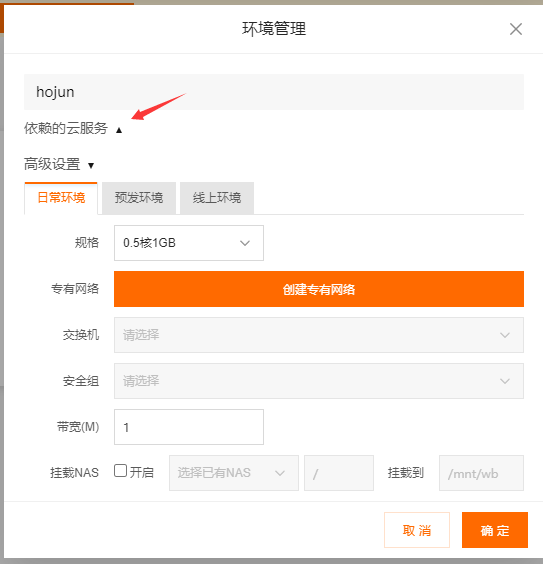 环境管理
hojun
依赖的云服务 ▲
高级设置 ▼
日常环境 预发环境 线上环境
规格 0.5核1GB
专有网络 创建专有网络
交换机 请选择
安全组 请选择
带宽(M) 1
挂载NAS 开启 选择已有NAS / 挂载到 /mnt/wb
取 消 确 定